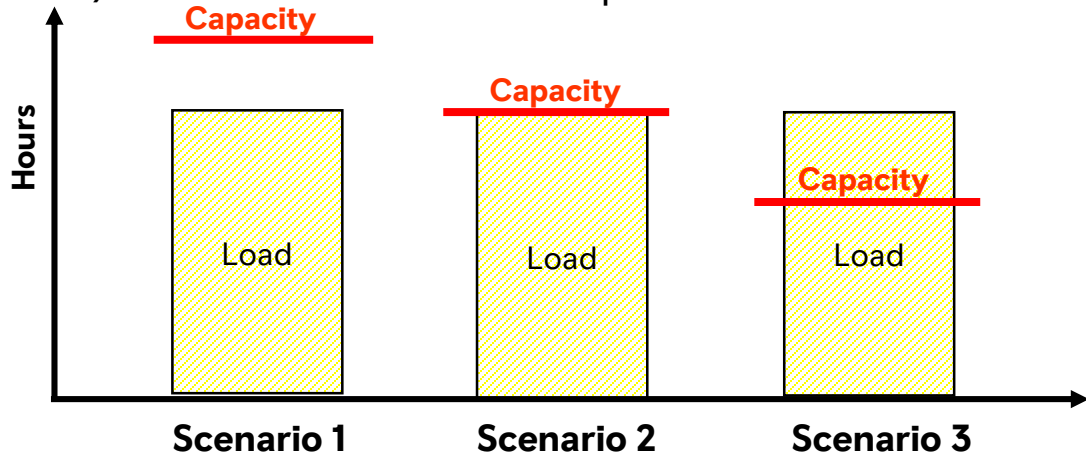 Capacity
Capacity
Capacity
Hours
Load
Load
Load
Scenario 1
Scenario 2
Scenario 3